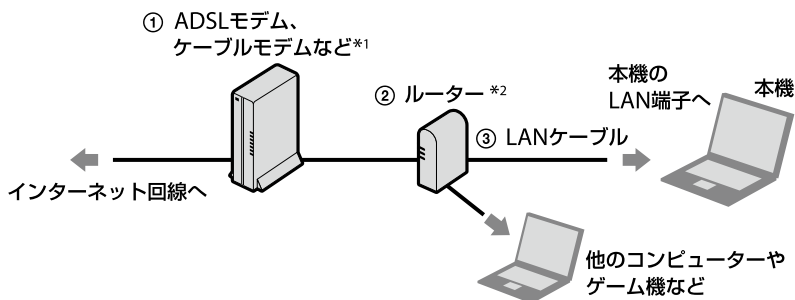 ① ADSLモデム、
ケーブルモデムなど*1
② ルーター *2
③ LANケーブル
本機の
LAN端子へ
本機
インターネット回線へ
他のコンピューターや
ゲーム機など